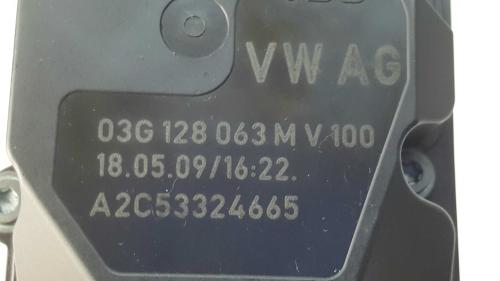 VW AG
03G 128 063 M V 100
18.05.09/16:22.
A2C53324665